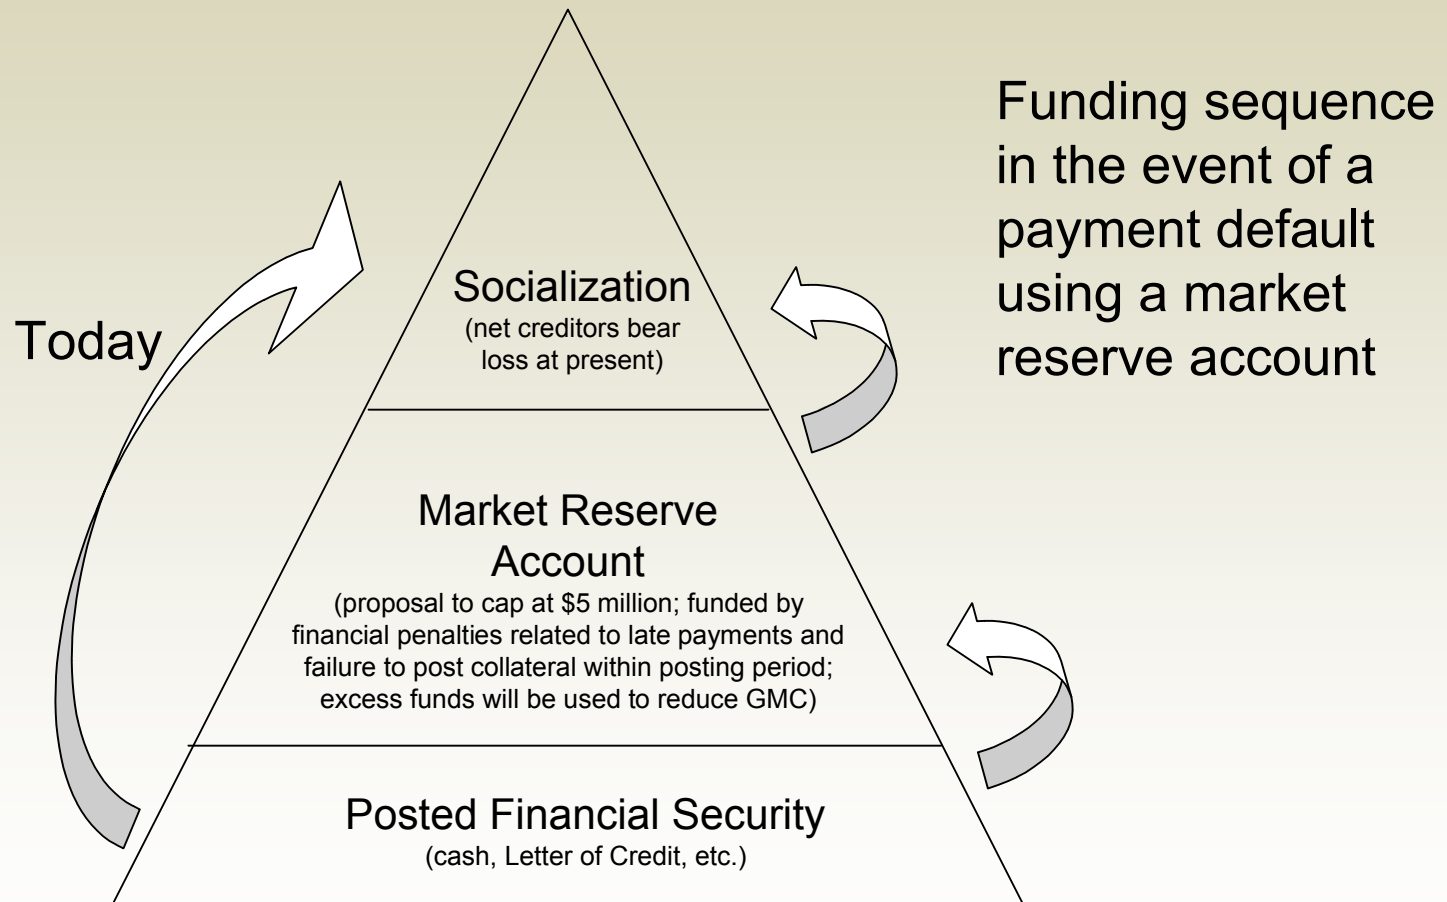 Funding sequence
in the event of a
payment default
using a market
reserve account
Today
Socialization
(net creditors bear
loss at present)
Market Reserve
Account
(proposal to cap at $5 million; funded by
financial penalties related to late payments and
failure to post collateral within posting period;
excess funds will be used to reduce GMC)
Posted Financial Security
(cash, Letter of Credit, etc.)